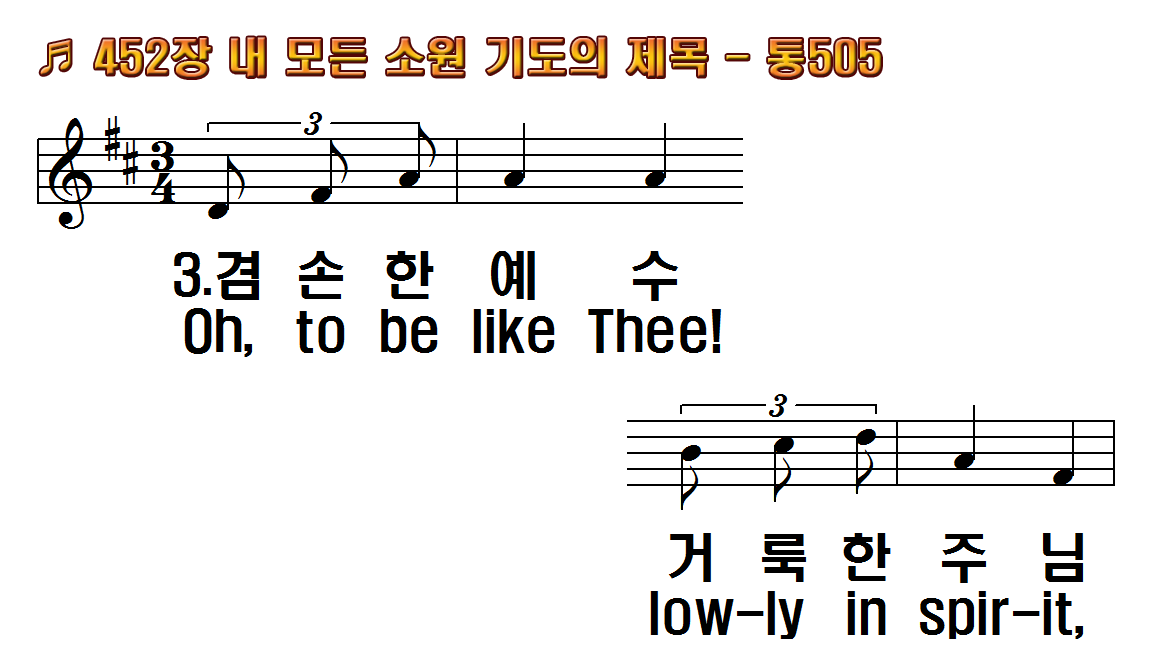 ♬ 452장 내 모든 소원 기도의 제목 - 통505
3
3
4
3.겸 손 한 예 수
Oh, to be like Thee!
3
거 룩 한 주 님
low-ly in spir-it,